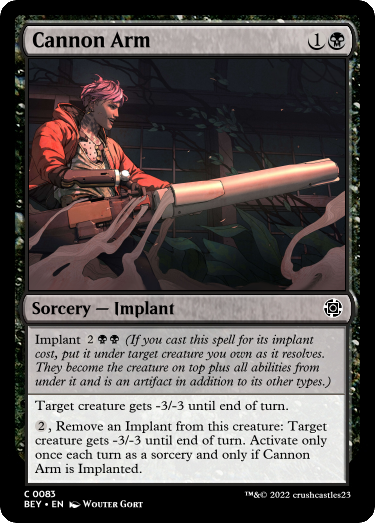 Cannon Arm 1
Sorcery — Implant
Implant 2 (If you cast this spell for its implant
cost, put it under target creature you own as it resolves.
They become the creature on top plus all abilities from
under it and is an artifact in addition to its other types.)
Target creature gets -3/-3 until end of turn.
2, Remove an Implant from this creature: Target
creature gets -3/-3 until end of turn. Activate only
once each turn as a sorcery and only if Cannon
Arm is Implanted.
C 0083
BEY • EN Wouter Gort ™&© 2022 crushcastles23